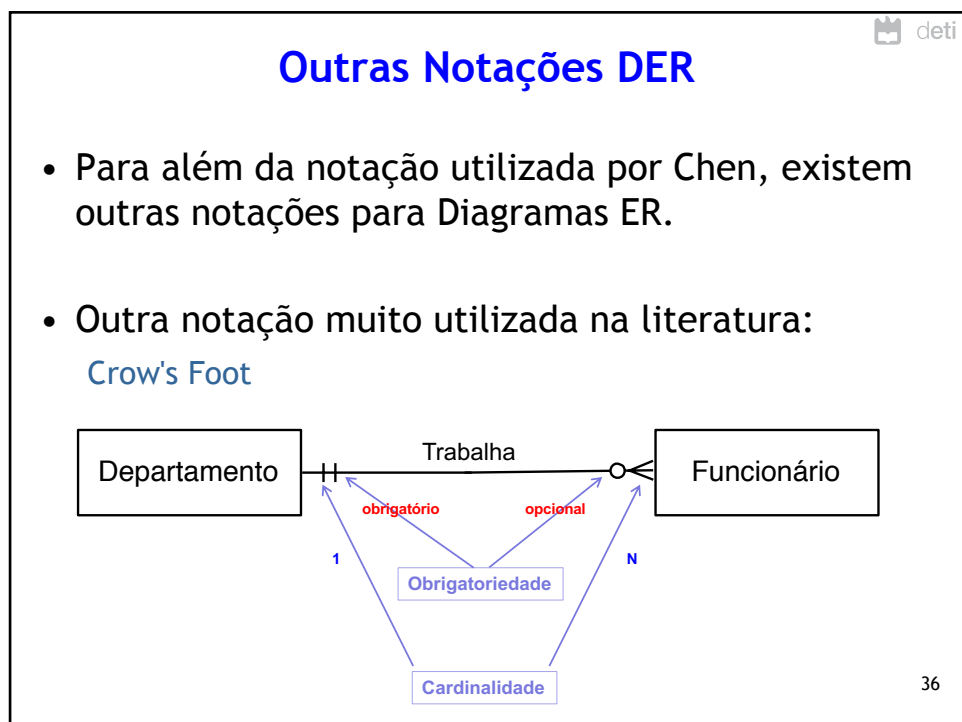 deti
Outras Notações DER
• Para além da notação utilizada por Chen, existem
outras notações para Diagramas ER.
• Outra notação muito utilizada na literatura:
Crow's Foot
Departamento
Trabalha
Funcionário
obrigatório
opcional
1
N
Obrigatoriedade
Cardinalidade
36